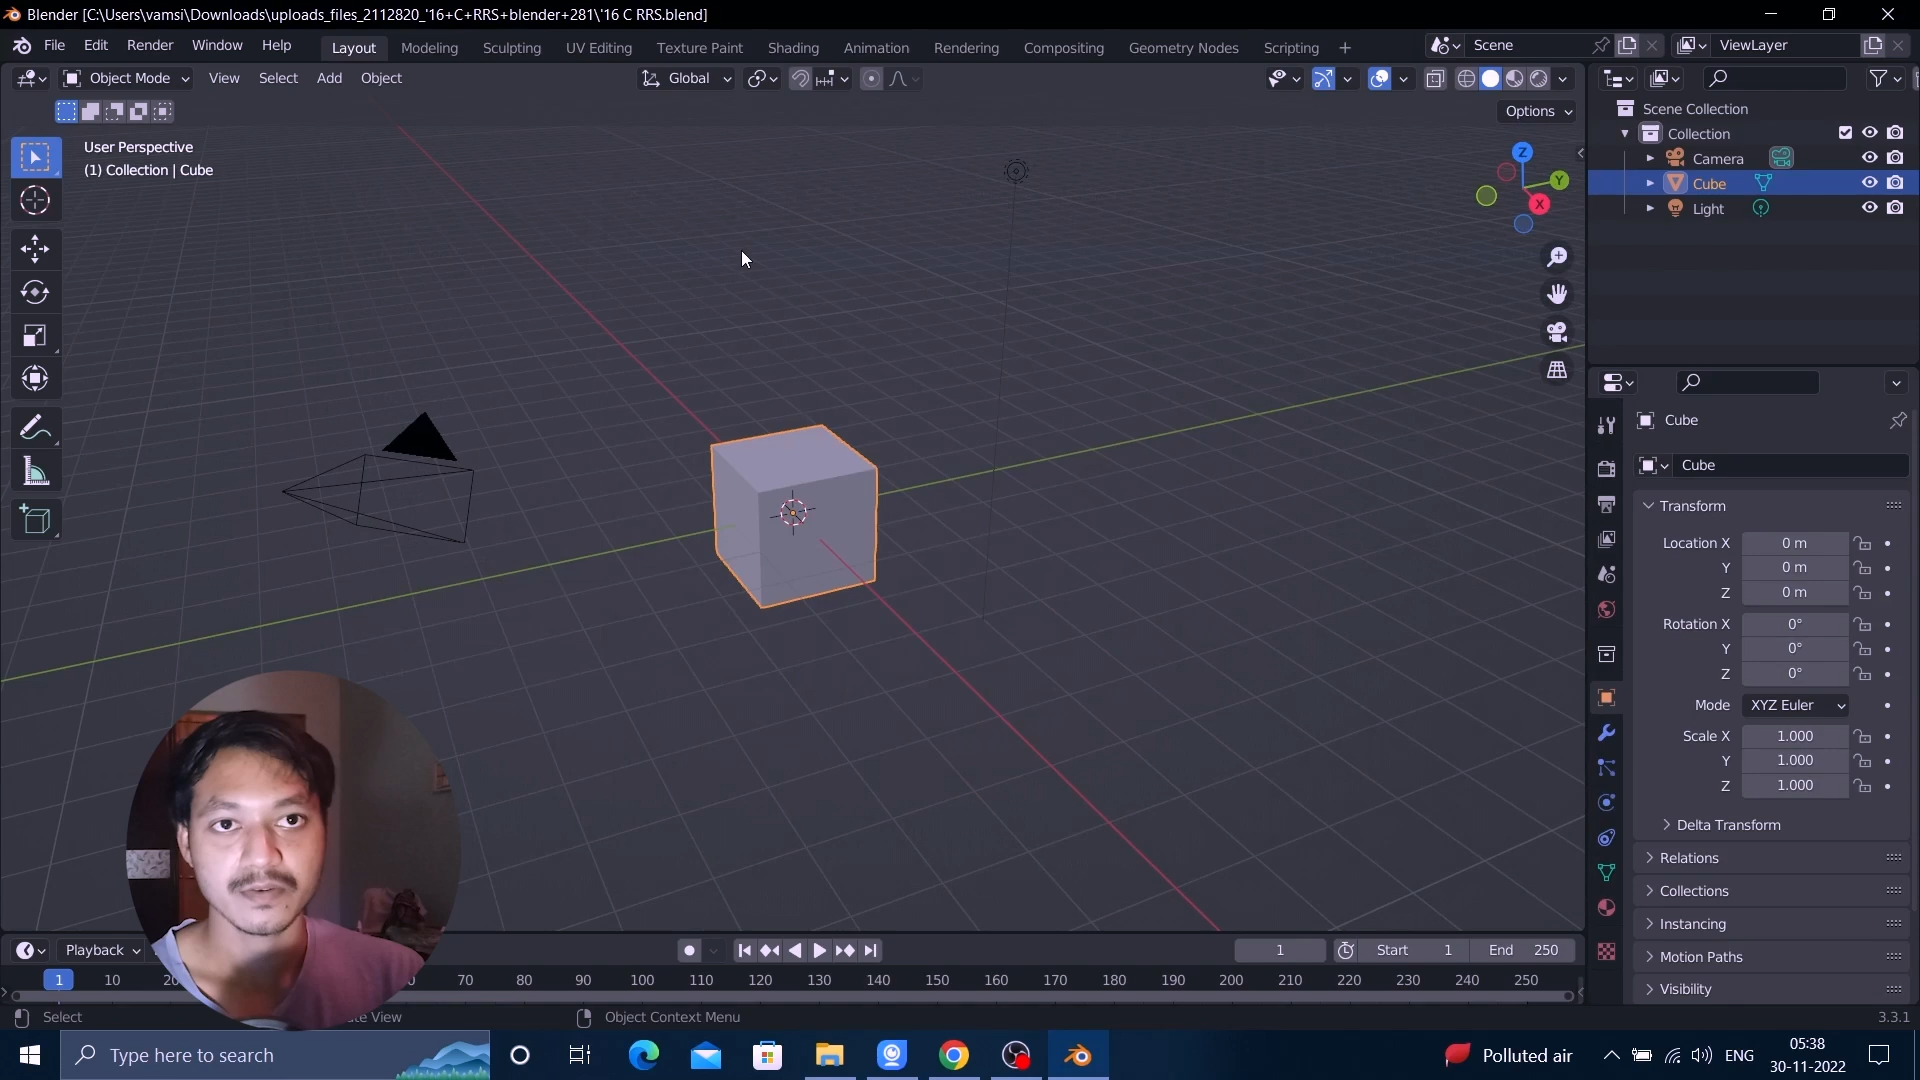 Blender [C:\Users\vamsi\Downloads\uploads_files_2112820_'16+C+RRS+blender+281\'16 C RRS.blend]
File Edit Render Window Help Layout Modeling Sculpting UV Editing Texture Paint Shading Animation Rendering Compositing Geometry Nodes Scripting + Scene ViewLayer
Object Mode View Select Add Object Global
Options
User Perspective
(1) Collection | Cube
Z
Y
X
Scene Collection
Collection
Camera
Cube
Light
Cube
Cube
Transform
Location X 0 m
Y 0 m
Z 0 m
Rotation X 0°
Y 0°
Z 0°
Mode XYZ Euler
Scale X 1.000
Y 1.000
Z 1.000
Delta Transform
Relations
Collections
Instancing
Motion Paths
Visibility
Playback 1 Start 1 End 250
1 10 70 80 90 100 110 120 130 140 150 160 170 180 190 200 210 220 230 240 250
Select View Object Context Menu 3.3.1
Type here to search Polluted air ENG 05:38
30-11-2022